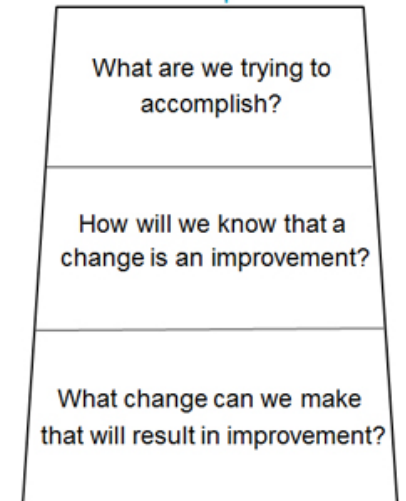 What are we trying to
accomplish?
How will we know that a
change is an improvement?
What change can we make
that will result in improvement?